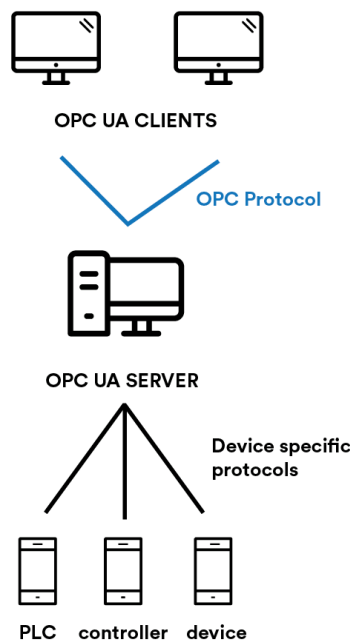 OPC UA CLIENTS
OPC Protocol
OPC UA SERVER
Device specific
protocols
PLC controller device